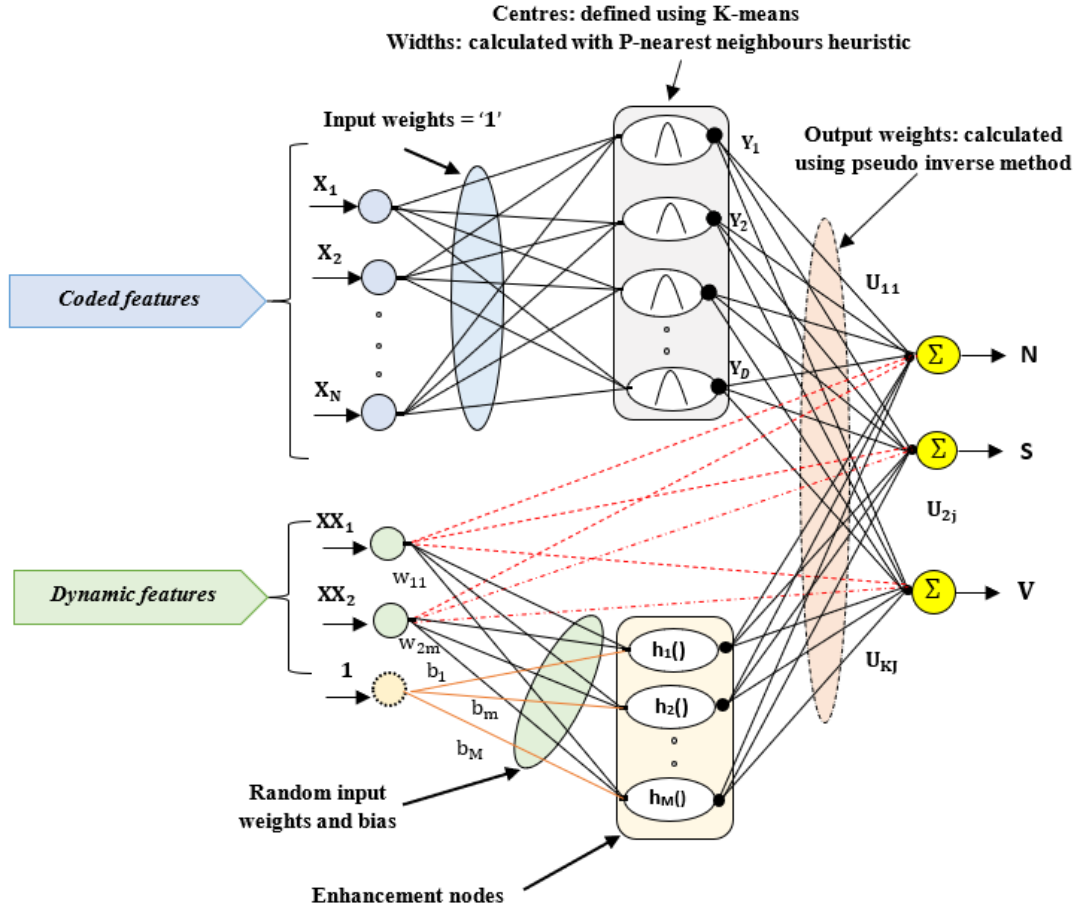 Centres: defined using K-means
Widths: calculated with P-nearest neighbours heuristic
Input weights = ‘1’
Output weights: calculated
using pseudo inverse method
Y1
X1
Y2
X2
Coded features
U11
Σ
N
YD
XN
Σ
S
U2j
XX1
w11
Dynamic features
XX2
Σ
V
w2m
h1()
1
b1
UKJ
bm
h2()
bM
Random input
weights and bias
hM()
Enhancement nodes